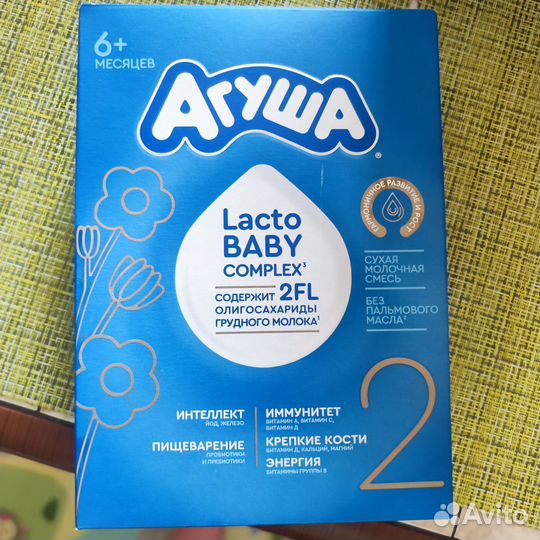 6+
МЕСЯЦЕВ
АГУША
®
ГАРМОНИЧНОЕ РАЗВИТИЕ И РОСТ
Lacto
BABY
COMPLEX³
СОДЕРЖИТ 2FL
ОЛИГОСАХАРИДЫ
ГРУДНОГО МОЛОКА¹
СУХАЯ
МОЛОЧНАЯ
СМЕСЬ
БЕЗ
ПАЛЬМОВОГО
МАСЛА²
ИНТЕЛЛЕКТ
ЙОД, ЖЕЛЕЗО
ПИЩЕВАРЕНИЕ
ПРОБИОТИКИ
И ПРЕБИОТИКИ
ИММУНИТЕТ
ВИТАМИН А, ВИТАМИН С,
ВИТАМИН Д
КРЕПКИЕ КОСТИ
ВИТАМИН Д, КАЛЬЦИЙ, МАГНИЙ
ЭНЕРГИЯ
ВИТАМИНЫ ГРУППЫ В
2
Avito